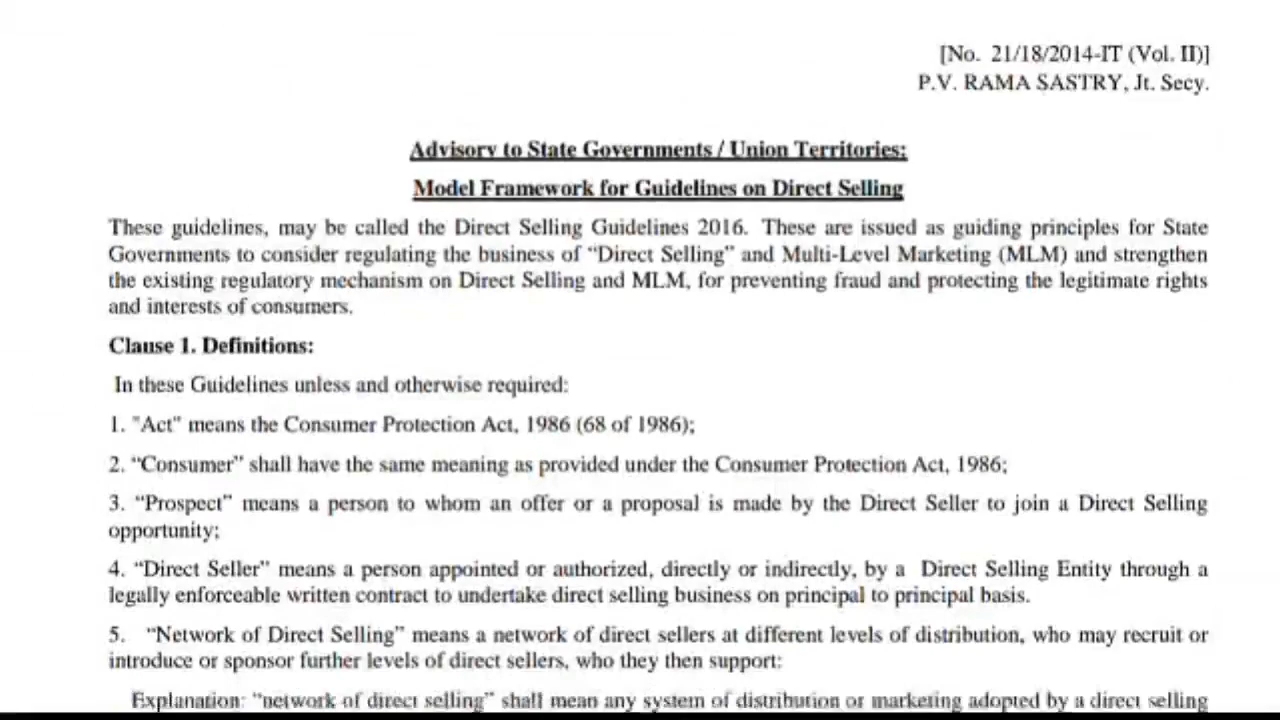 [No. 21/18/2014-IT (Vol. II)]
P.V. RAMA SASTRY, Jt. Secy.
Advisory to State Governments / Union Territories:
Model Framework for Guidelines on Direct Selling
These guidelines, may be called the Direct Selling Guidelines 2016. These are issued as guiding principles for State
Governments to consider regulating the business of “Direct Selling” and Multi-Level Marketing (MLM) and strengthen
the existing regulatory mechanism on Direct Selling and MLM, for preventing fraud and protecting the legitimate rights
and interests of consumers.
Clause 1. Definitions:
In these Guidelines unless and otherwise required:
1. "Act" means the Consumer Protection Act, 1986 (68 of 1986);
2. “Consumer” shall have the same meaning as provided under the Consumer Protection Act, 1986;
3. “Prospect” means a person to whom an offer or a proposal is made by the Direct Seller to join a Direct Selling
opportunity;
4. “Direct Seller” means a person appointed or authorized, directly or indirectly, by a Direct Selling Entity through a
legally enforceable written contract to undertake direct selling business on principal to principal basis.
5. “Network of Direct Selling” means a network of direct sellers at different levels of distribution, who may recruit or
introduce or sponsor further levels of direct sellers, who they then support:
Explanation: “network of direct selling” shall mean any system of distribution or marketing adopted by a direct selling